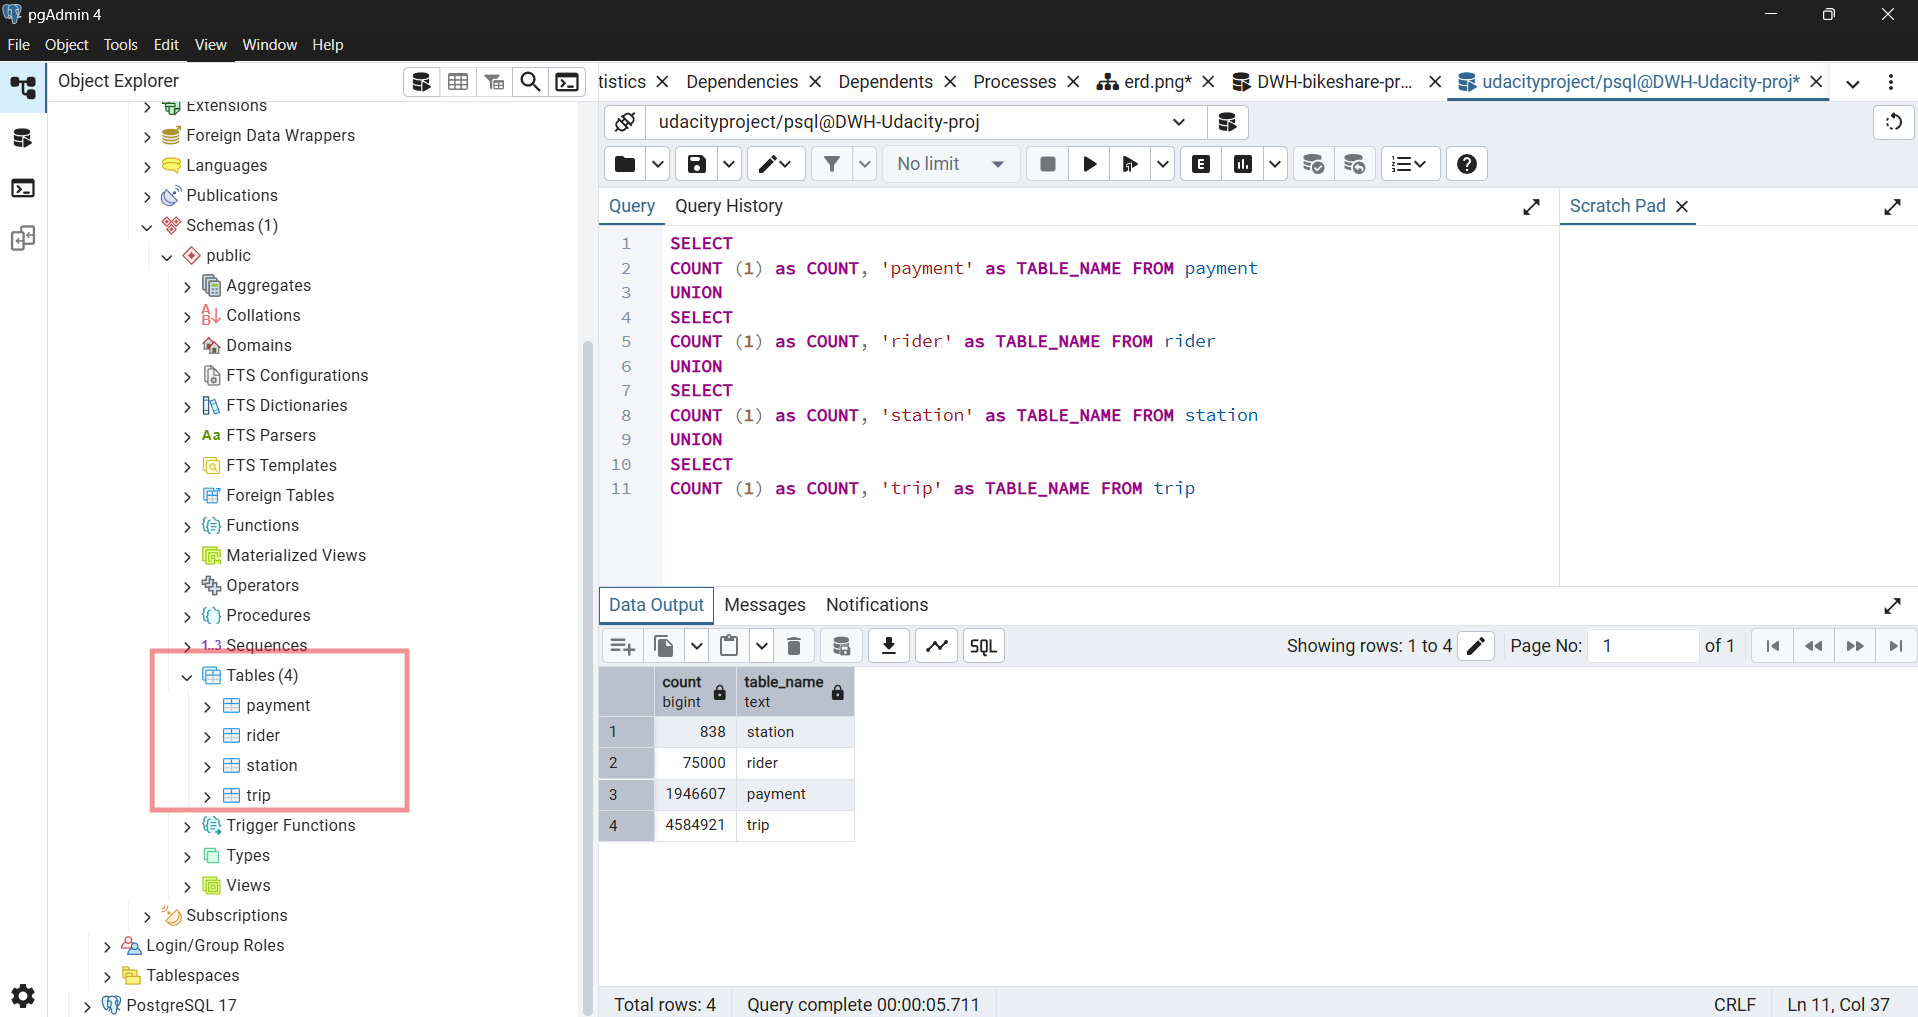 pgAdmin 4
File Object Tools Edit View Window Help
Object Explorer
tistics Dependencies Dependents Processes erd.png* DWH-bikeshare-pr... udacityproject/psql@DWH-Udacity-proj*
udacityproject/psql@DWH-Udacity-proj
No limit
E
Extensions
Foreign Data Wrappers
Languages
Publications
Schemas (1)
public
Aggregates
Collations
Domains
FTS Configurations
FTS Dictionaries
Aa FTS Parsers
FTS Templates
Foreign Tables
Functions
Materialized Views
Operators
Procedures
1..3 Sequences
Tables (4)
payment
rider
station
trip
Trigger Functions
Types
Views
Subscriptions
Login/Group Roles
Tablespaces
PostgreSQL 17
Query Query History
Scratch Pad
1 SELECT
2 COUNT (1) as COUNT, 'payment' as TABLE_NAME FROM payment
3 UNION
4 SELECT
5 COUNT (1) as COUNT, 'rider' as TABLE_NAME FROM rider
6 UNION
7 SELECT
8 COUNT (1) as COUNT, 'station' as TABLE_NAME FROM station
9 UNION
10 SELECT
11 COUNT (1) as COUNT, 'trip' as TABLE_NAME FROM trip
Data Output Messages Notifications
SQL Showing rows: 1 to 4 Page No: 1 of 1
count table_name
bigint text
1 838 station
2 75000 rider
3 1946607 payment
4 4584921 trip
Total rows: 4 Query complete 00:00:05.711 CRLF Ln 11, Col 37